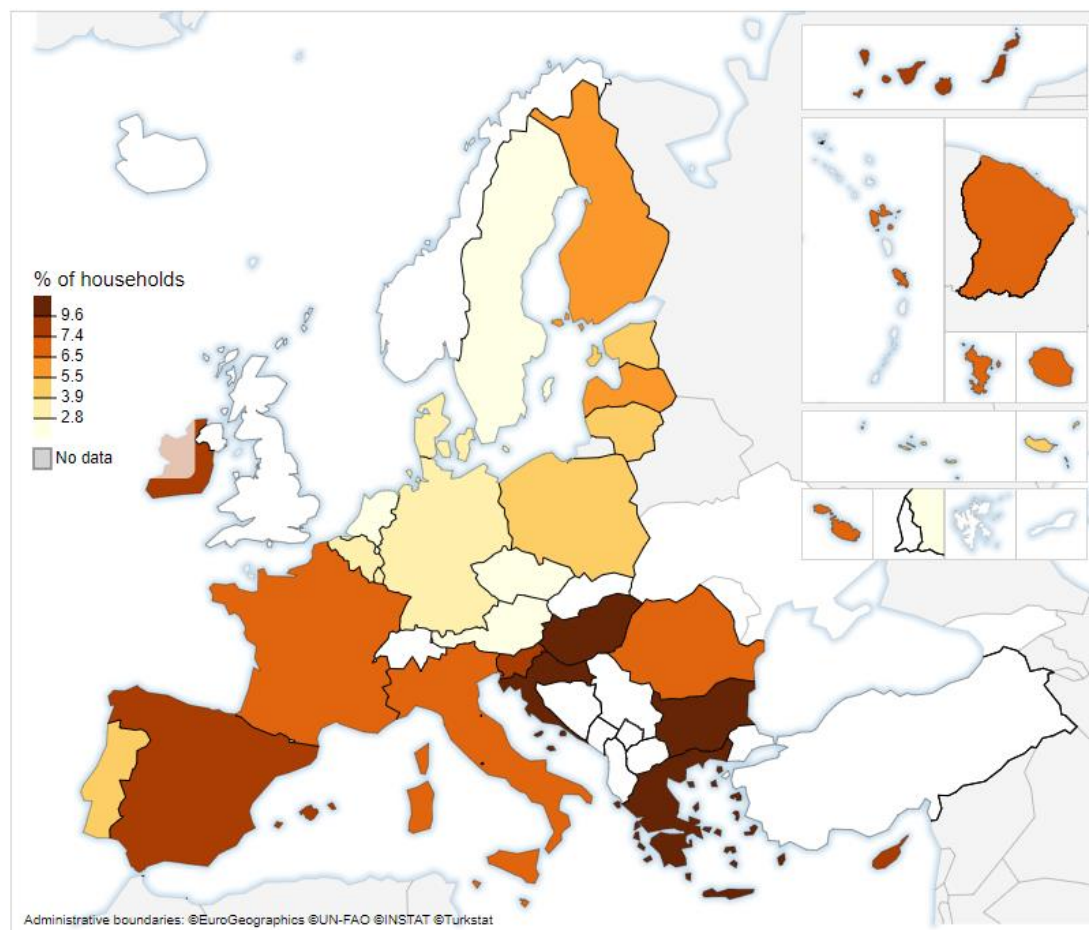 % of households
9.6
7.4
6.5
5.5
3.9
2.8
No data
Administrative boundaries: ©EuroGeographics ©UN-FAO ©INSTAT ©Turkstat